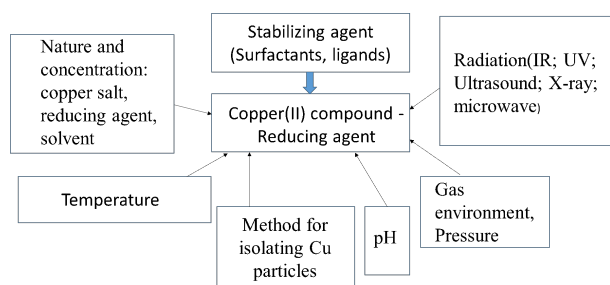 Stabilizing agent
(Surfactants, ligands)
Nature and
concentration:
copper salt,
reducing agent,
solvent
Radiation(IR; UV;
Ultrasound; X-ray;
microwave)
Copper(II) compound -
Reducing agent
Temperature
Method for
isolating Cu
particles
pH
Gas
environment,
Pressure